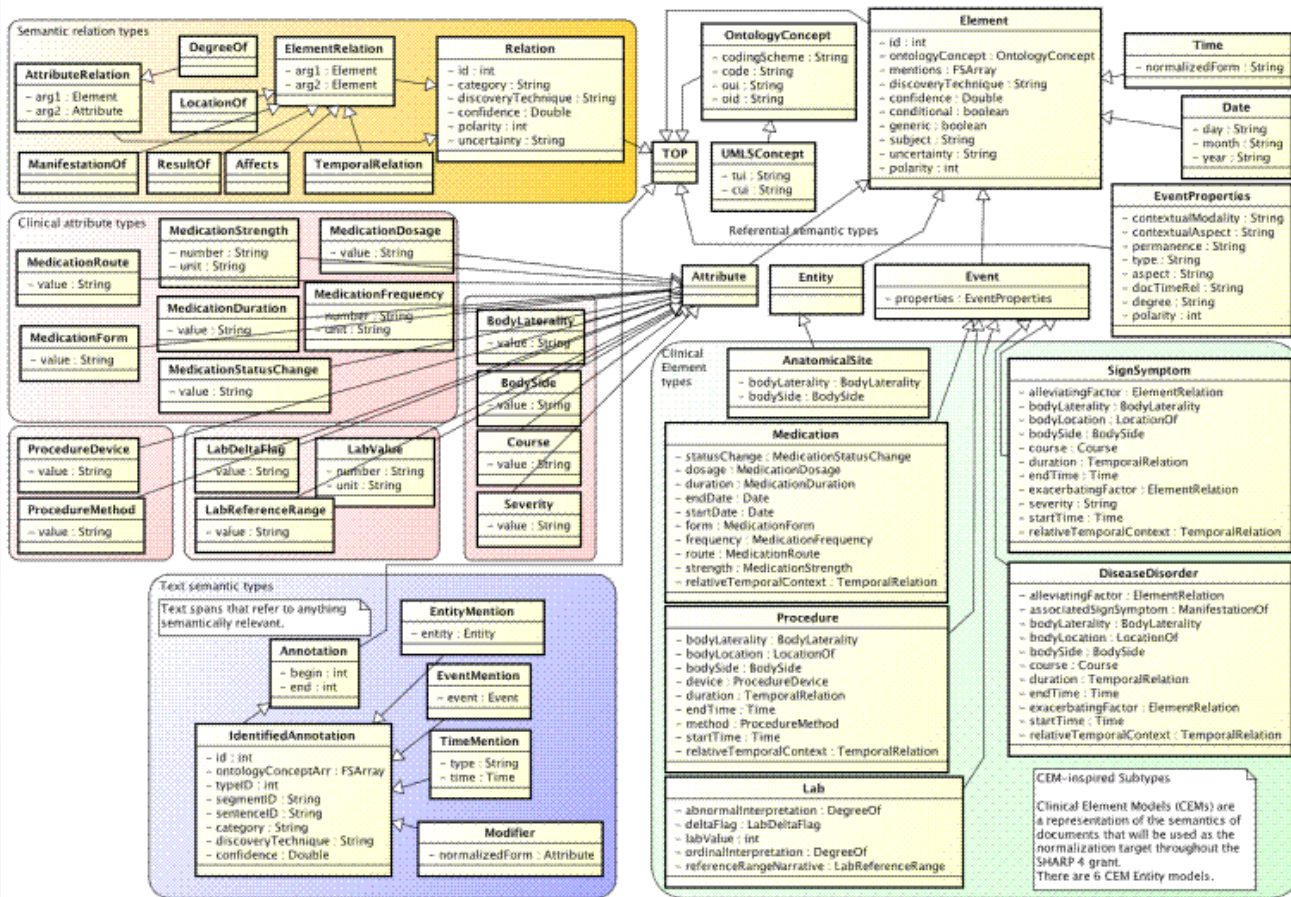 Semantic relation types
DegreeOf
AttributeRelation
~ arg1 : Element
~ arg2 : Attribute
ElementRelation
~ arg1 : Element
~ arg2 : Element
LocationOf
Relation
~ id : int
~ category : String
~ discoveryTechnique : String
~ confidence : Double
~ polarity : int
~ uncertainty : String
ManifestationOf
ResultOf
Affects
TemporalRelation
TOP
OntologyConcept
~ codingScheme : String
~ code : String
~ oui : String
~ oid : String
UMLSConcept
~ tui : String
~ cui : String
Element
~ id : int
~ ontologyConcept : OntologyConcept
~ mentions : FSArray
~ discoveryTechnique : String
~ confidence : Double
~ conditional : boolean
~ generic : boolean
~ subject : String
~ uncertainty : String
~ polarity : int
Time
~ normalizedForm : String
Date
~ day : String
~ month : String
~ year : String
EventProperties
~ contextualModality : String
~ contextualAspect : String
~ permanence : String
~ type : String
~ aspect : String
~ docTimeRel : String
~ degree : String
~ polarity : int
Referential semantic types
Attribute
Entity
Event
~ properties : EventProperties
Clinical attribute types
MedicationStrength
~ number : String
~ unit : String
MedicationDosage
~ value : String
MedicationRoute
~ value : String
MedicationDuration
~ value : String
MedicationFrequency
number : String
unit : String
MedicationForm
~ value : String
MedicationStatusChange
~ value : String
BodyLaterality
~ value : String
BodySide
~ value : String
Course
~ value : String
Severity
~ value : String
ProcedureDevice
~ value : String
ProcedureMethod
~ value : String
LabDeltaFlag
~ value : String
LabValue
~ number : String
~ unit : String
LabReferenceRange
~ value : String
Clinical
Element
types
AnatomicalSite
~ bodyLaterality : BodyLaterality
~ bodySide : BodySide
Medication
~ statusChange : MedicationStatusChange
~ dosage : MedicationDosage
~ duration : MedicationDuration
~ endDate : Date
~ startDate : Date
~ form : MedicationForm
~ frequency : MedicationFrequency
~ route : MedicationRoute
~ strength : MedicationStrength
~ relativeTemporalContext : TemporalRelation
Procedure
~ bodyLaterality : BodyLaterality
~ bodyLocation : LocationOf
~ bodySide : BodySide
~ device : ProcedureDevice
~ duration : TemporalRelation
~ endTime : Time
~ method : ProcedureMethod
~ startTime : Time
~ relativeTemporalContext : TemporalRelation
Lab
~ abnormalInterpretation : DegreeOf
~ deltaFlag : LabDeltaFlag
~ labValue : int
~ ordinalInterpretation : DegreeOf
~ referenceRangeNarrative : LabReferenceRange
SignSymptom
~ alleviatingFactor : ElementRelation
~ bodyLaterality : BodyLaterality
~ bodyLocation : LocationOf
~ bodySide : BodySide
~ course : Course
~ duration : TemporalRelation
~ endTime : Time
~ exacerbatingFactor : ElementRelation
~ severity : String
~ startTime : Time
~ relativeTemporalContext : TemporalRelation
DiseaseDisorder
~ alleviatingFactor : ElementRelation
~ associatedSignSymptom : ManifestationOf
~ bodyLaterality : BodyLaterality
~ bodyLocation : LocationOf
~ bodySide : BodySide
~ course : Course
~ duration : TemporalRelation
~ endTime : Time
~ exacerbatingFactor : ElementRelation
~ startTime : Time
~ relativeTemporalContext : TemporalRelation
CEM-inspired Subtypes
Clinical Element Models (CEMs) are
a representation of the semantics of
documents that will be used as the
normalization target throughout the
SHARP 4 grant.
There are 6 CEM Entity models.
Text semantic types
Text spans that refer to anything
semantically relevant.
Annotation
~ begin : int
~ end : int
EntityMention
~ entity : Entity
EventMention
~ event : Event
TimeMention
~ type : String
~ time : Time
IdentifiedAnnotation
~ id : int
~ ontologyConceptArr : FSArray
~ typeID : int
~ segmentID : String
~ sentenceID : String
~ category : String
~ discoveryTechnique : String
~ confidence : Double
Modifier
~ normalizedForm : Attribute